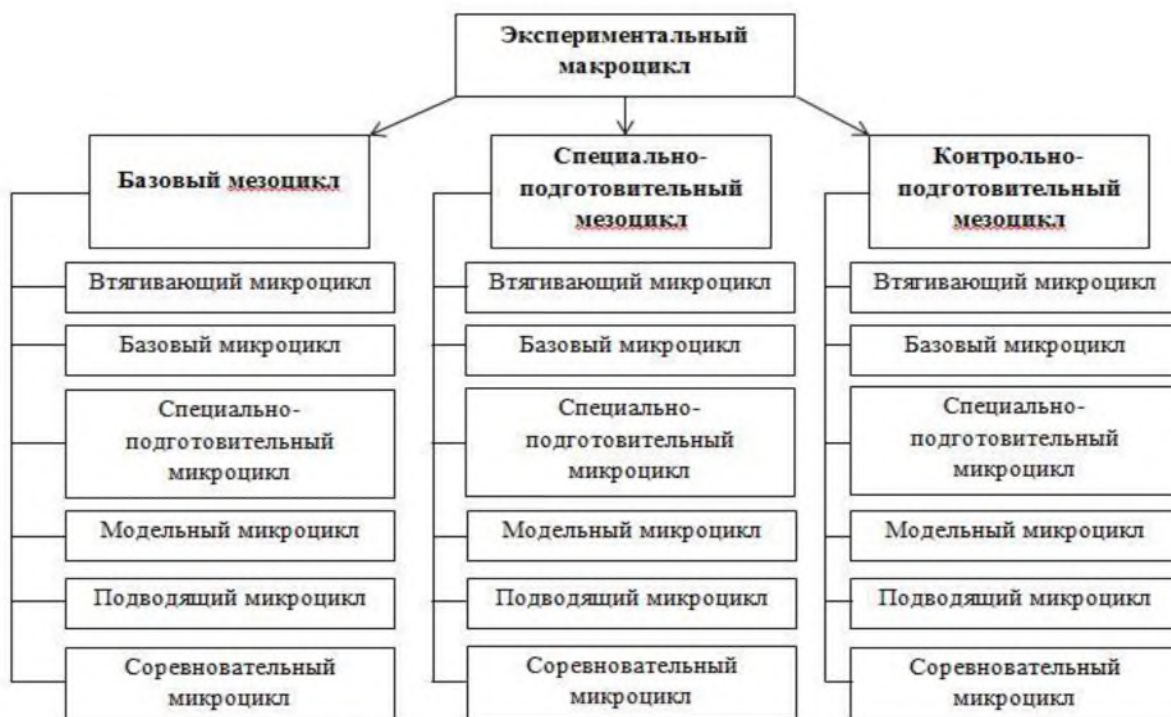 Экспериментальный
макроцикл
Базовый мезоцикл
Специально-
подготовительный
мезоцикл
Контрольно-
подготовительный
мезоцикл
Втягивающий микроцикл
Базовый микроцикл
Специально-
подготовительный
микроцикл
Модельный микроцикл
Подводящий микроцикл
Соревновательный
микроцикл
Втягивающий микроцикл
Базовый микроцикл
Специально-
подготовительный
микроцикл
Модельный микроцикл
Подводящий микроцикл
Соревновательный
микроцикл
Втягивающий микроцикл
Базовый микроцикл
Специально-
подготовительный
микроцикл
Модельный микроцикл
Подводящий микроцикл
Соревновательный
микроцикл